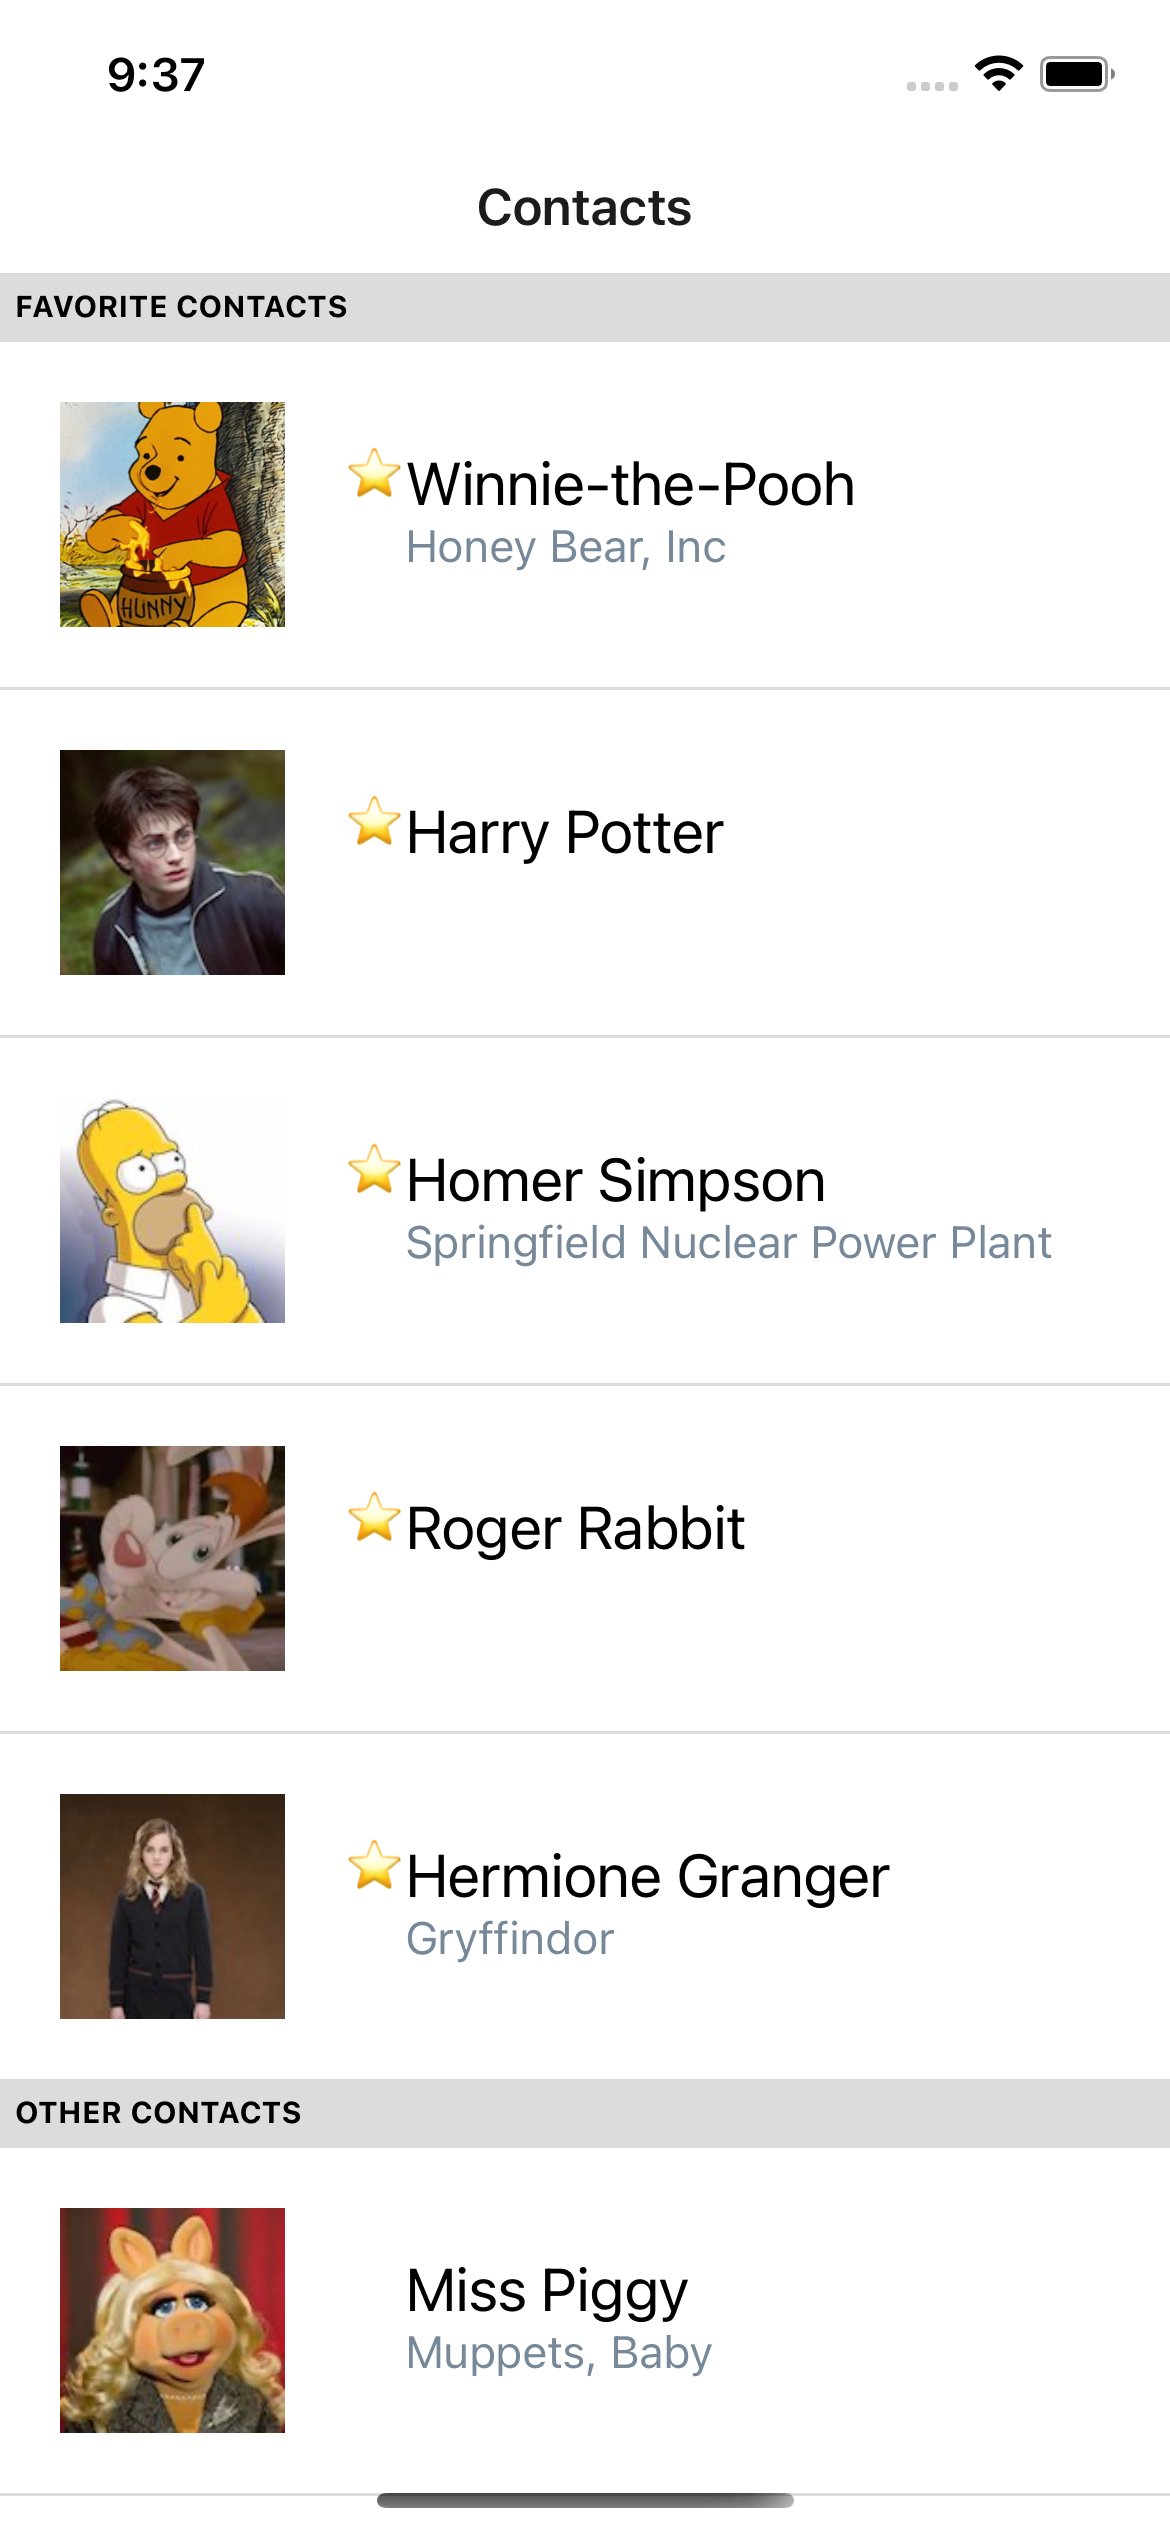 9:37
Contacts
FAVORITE CONTACTS
HUNNY
Winnie-the-Pooh
Honey Bear, Inc
Harry Potter
Homer Simpson
Springfield Nuclear Power Plant
Roger Rabbit
Hermione Granger
Gryffindor
OTHER CONTACTS
Miss Piggy
Muppets, Baby